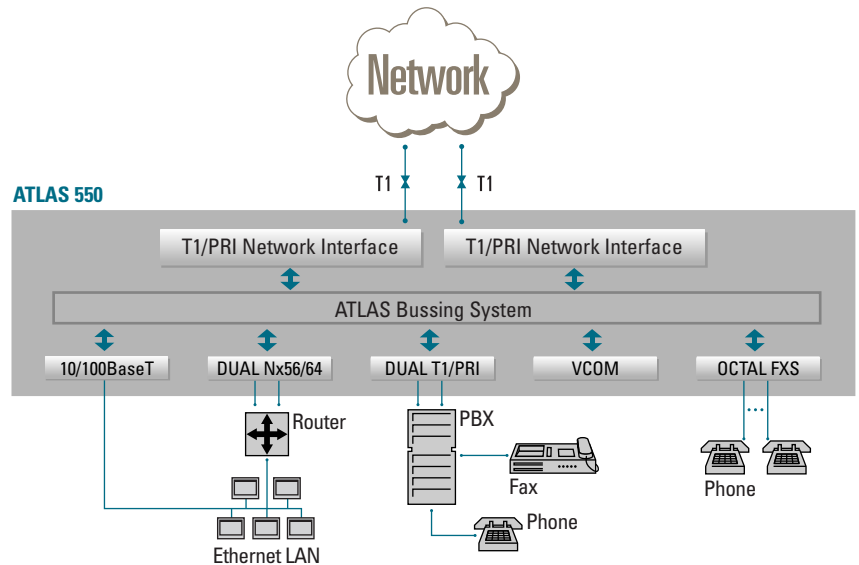 Network
T1
T1
ATLAS 550
T1/PRI Network Interface
T1/PRI Network Interface
ATLAS Bussing System
10/100BaseT
DUAL Nx56/64
DUAL T1/PRI
VCOM
OCTAL FXS
Router
PBX
Fax
Phone
Phone
Ethernet LAN